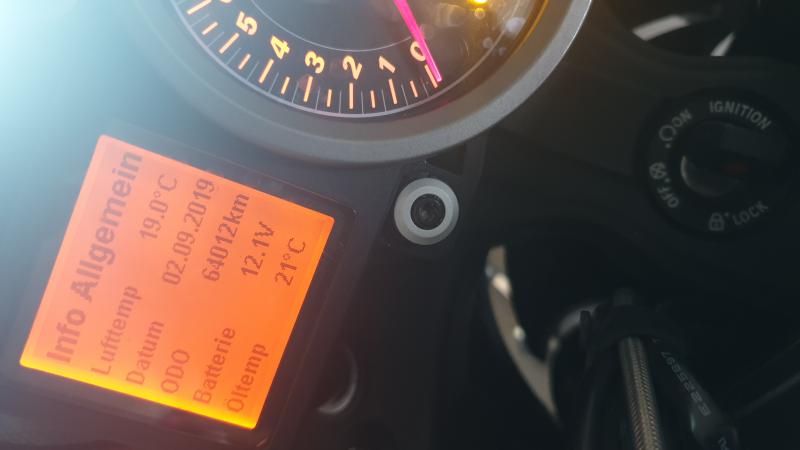 5
4
3
2
1
0
Info Allgemein
Lufttemp 19.0°C
Datum 02.09.2019
ODO 64012km
Batterie 12.1V
Öltemp 21°C
IGNITION
ON
OFF
LOCK